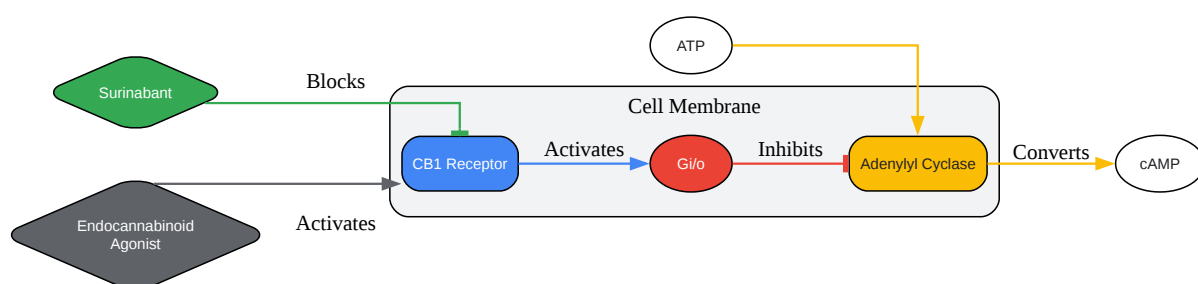 ATP
Surinabant
Blocks
Cell Membrane
CB1 Receptor
Activates
Gi/o
Inhibits
Adenylyl Cyclase
Converts
cAMP
Endocannabinoid
Agonist
Activates